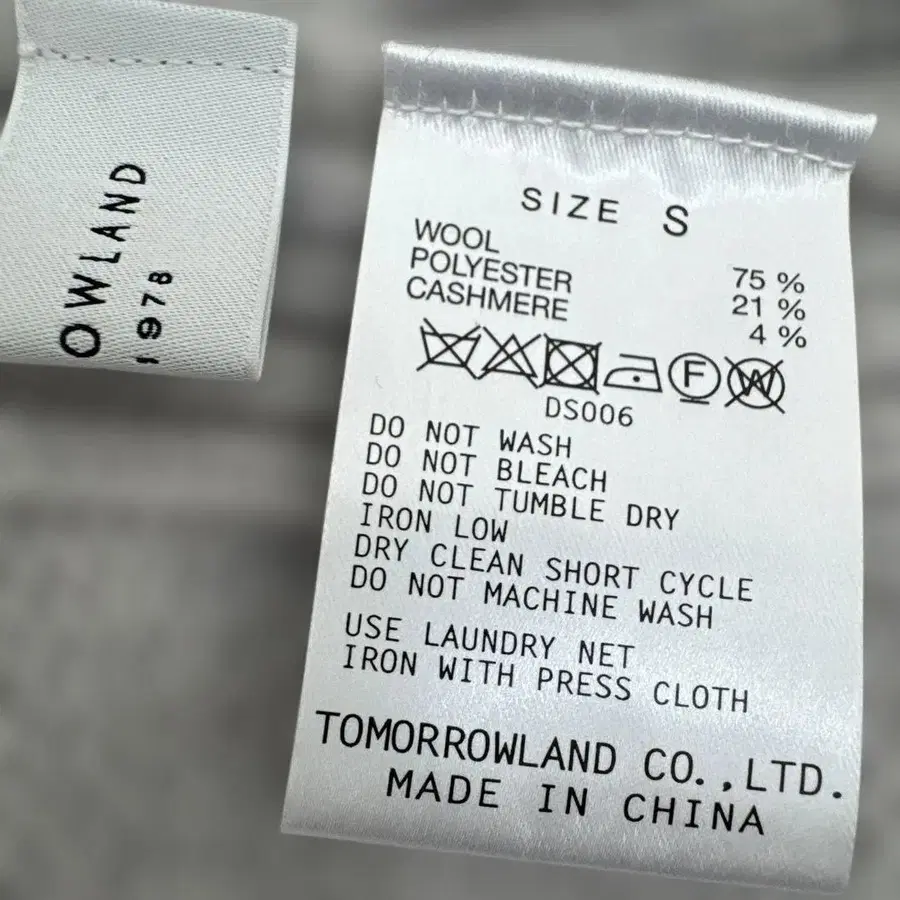 OWLAND
1978
SIZE S
WOOL 75 %
POLYESTER 21 %
CASHMERE 4 %
F W
DS006
DO NOT WASH
DO NOT BLEACH
DO NOT TUMBLE DRY
IRON LOW
DRY CLEAN SHORT CYCLE
DO NOT MACHINE WASH
USE LAUNDRY NET
IRON WITH PRESS CLOTH
TOMORROWLAND CO.,LTD.
MADE IN CHINA